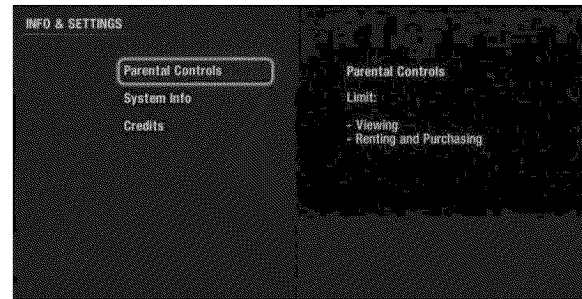 INFO & SETTINGS
Parental Controls
System Info
Credits
Parental Controls
Limit:
- Viewing
- Renting and Purchasing